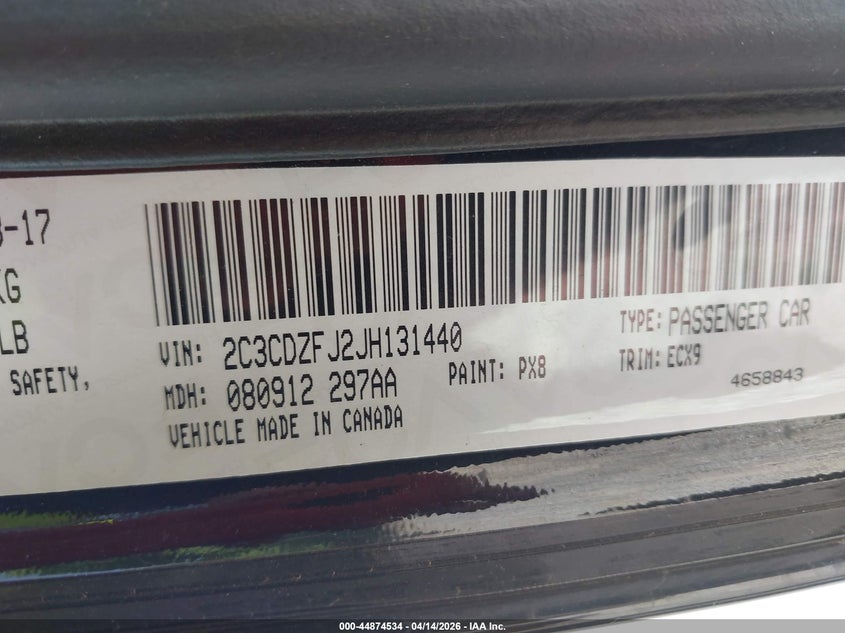 3-17
KG
LB
SAFETY,
VIN: 2C3CDZFJ2JH131440
TYPE: PASSENGER CAR
MDH: 080912 297AA
PAINT: PX8
TRIM: ECX9
4658843
VEHICLE MADE IN CANADA
000-44874534 - 04/14/2026 - IAA Inc.